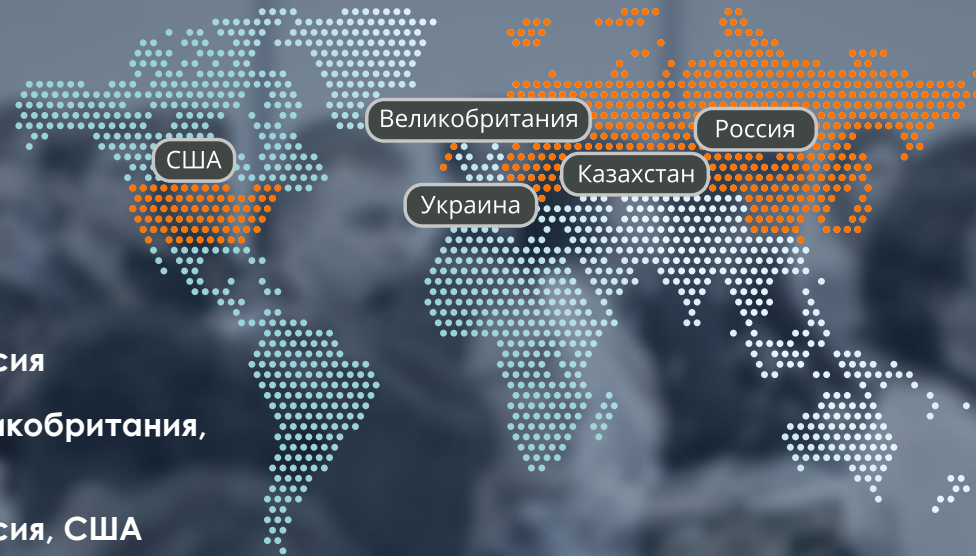 Великобритания
Россия
США
Казахстан
Украина
сия
икобритания,
сия, США